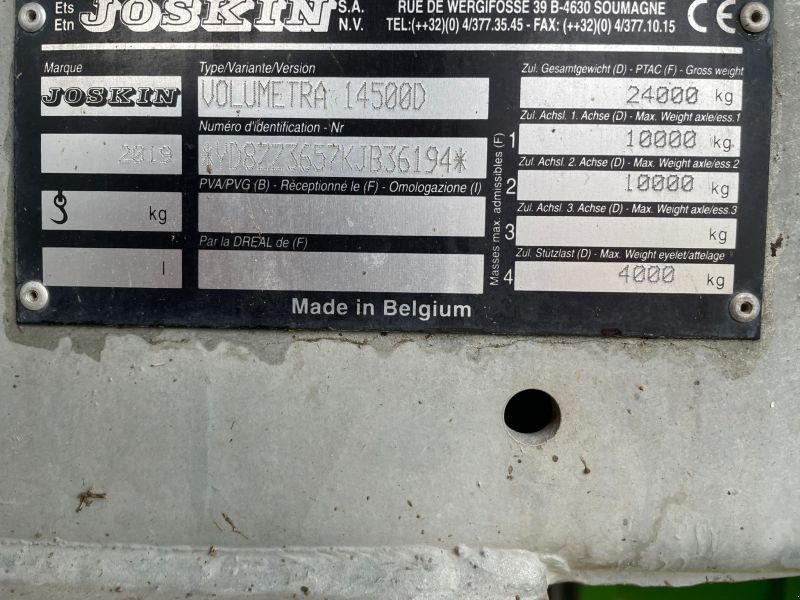 Ets
Etn
JOSKIN
S.A.
N.V.
RUE DE WERGIFOSSE 39 B-4630 SOUMAGNE
TEL:(++32)(0) 4/377.35.45 - FAX: (++32)(0) 4/377.10.15
CE
Marque
JOSKIN
2019
kg
l
Type/Variante/Version
VOLUMETRA 14500D
Numéro d'identification - Nr
*YD8ZZ3657KJB36194*
PVA/PVG (B) - Réceptionné le (F) - Omologazione (I)
Par la DREAL de (F)
Masses max. admissibles (F)
Zul. Gesamtgewicht (D) - PTAC (F) - Gross weight
24000 kg
Zul. Achsl. 1. Achse (D) - Max. Weight axle/ess.1
1 10000 kg
Zul. Achsl. 2. Achse (D) - Max. Weight axle/ess.2
2 10000 kg
Zul. Achsl. 3. Achse (D) - Max. Weight axle/ess.3
3 kg
Zul. Stützlast (D) - Max. Weight eyelet/attelage
4 4000 kg
Made in Belgium